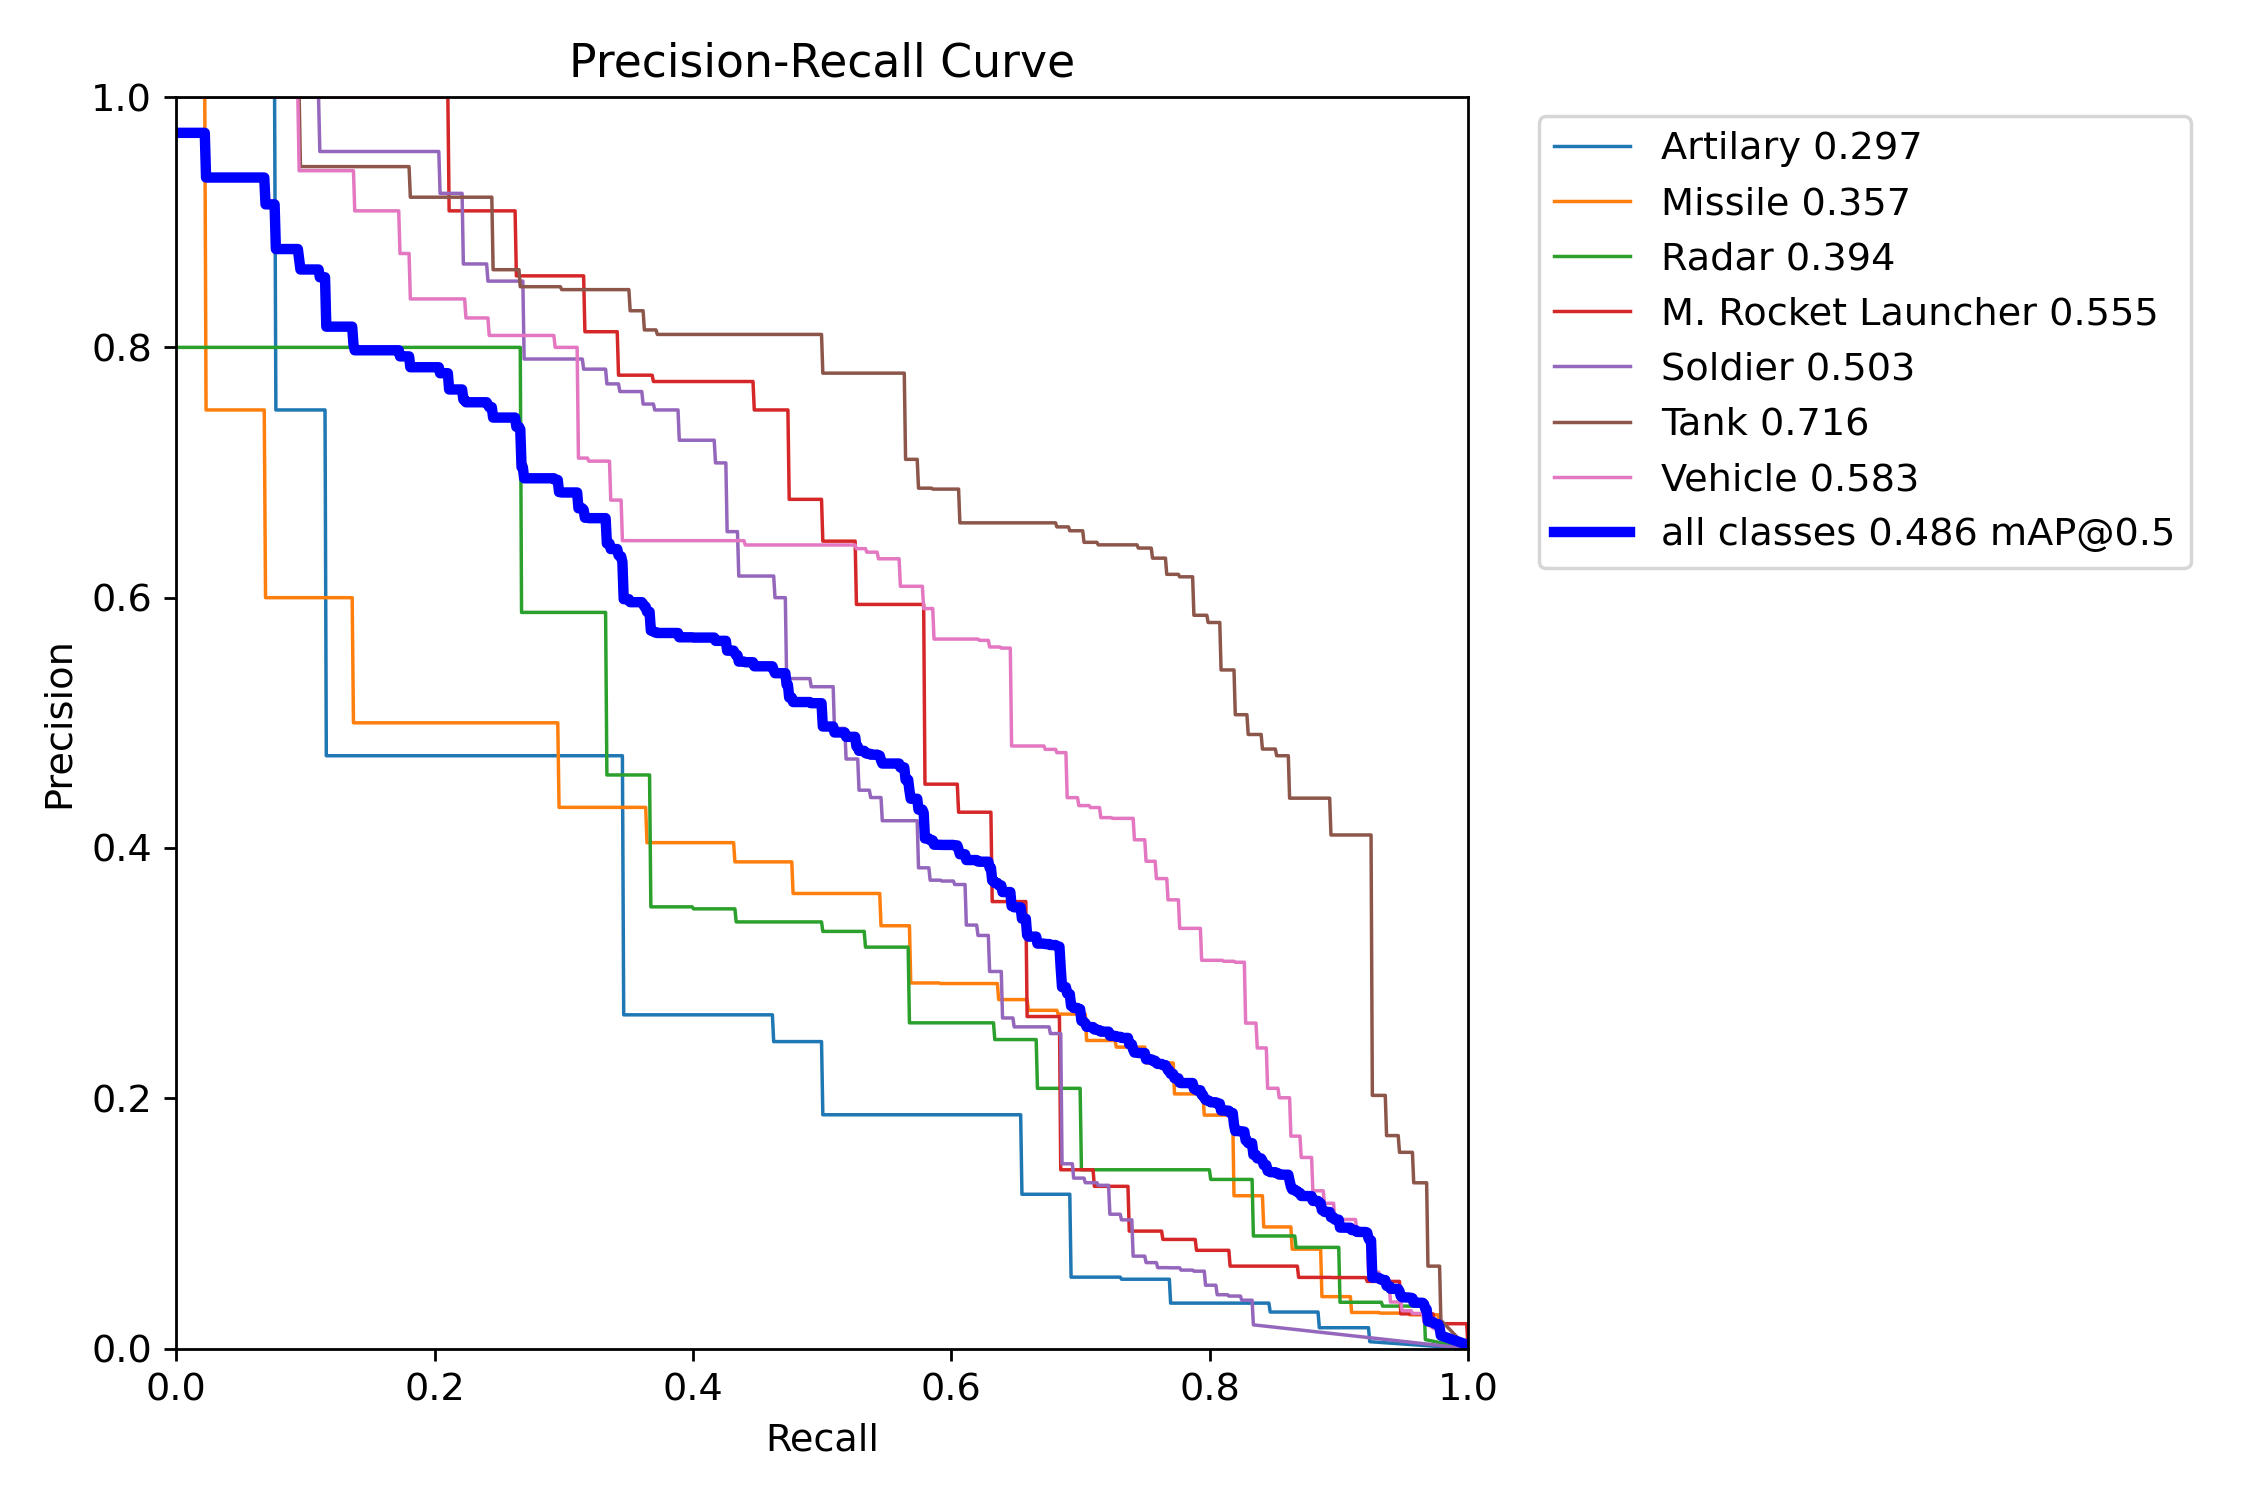 Precision-Recall Curve
1.0
0.8
0.6
0.4
0.2
0.0
Precision
0.0 0.2 0.4 0.6 0.8 1.0
Recall
Artilary 0.297
Missile 0.357
Radar 0.394
M. Rocket Launcher 0.555
Soldier 0.503
Tank 0.716
Vehicle 0.583
all classes 0.486 mAP@0.5